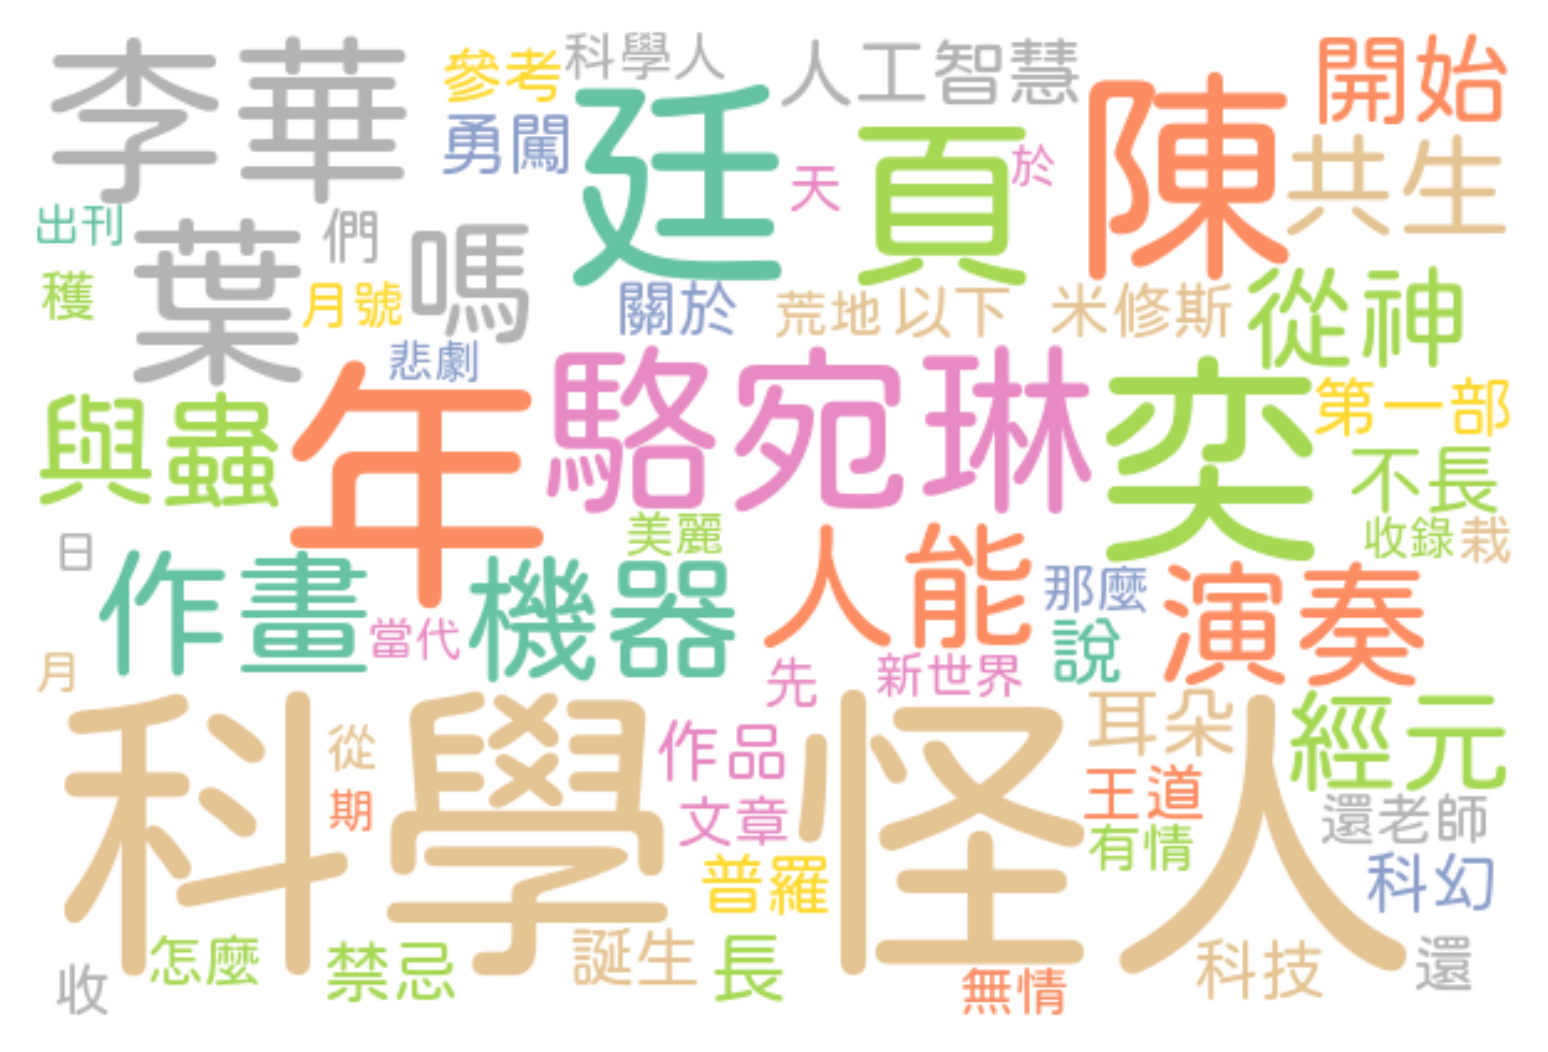 李華
參考
科學人
人工智慧
開始
勇闖
廷
頁
陳
天
於
共生
出刊
葉
們
嗎
穫
月號
關於
荒地
以下
米修斯
從神
悲劇
與蟲
年
駱宛琳
奕
第一部
不長
日
美麗
收錄
栽
作畫
機器
人能
那麼
演奏
當代
說
月
先
新世界
科學怪人
從
作品
耳朵
經元
期
文章
王道
還老師
有情
普羅
科幻
怎麼
禁忌
誕生
長
科技
還
收
無情